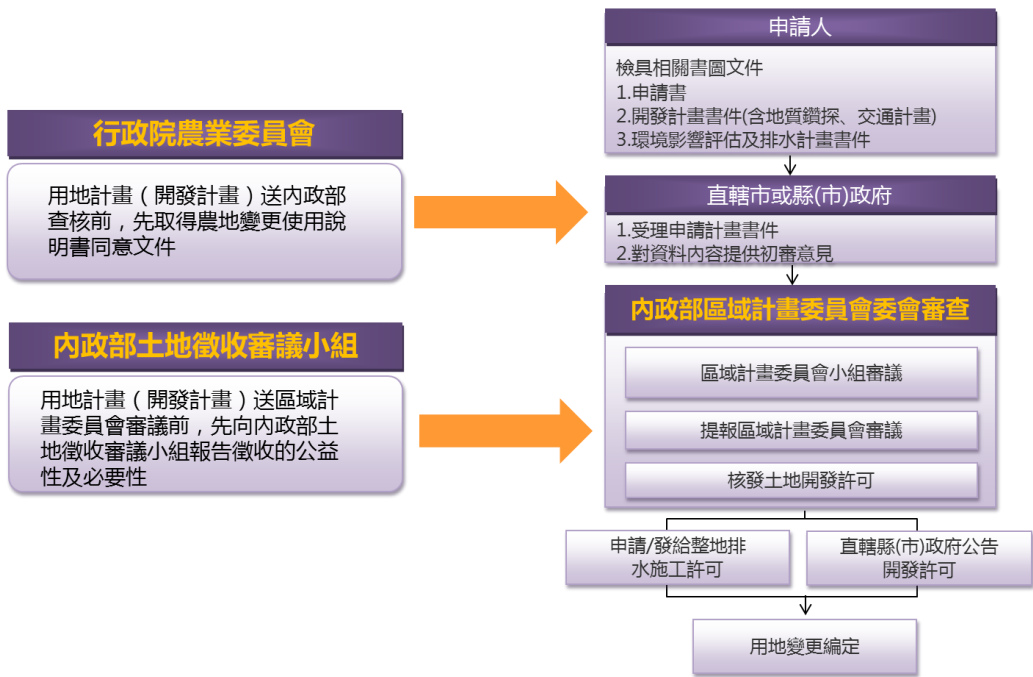 申請人
檢具相關書圖文件
1.申請書
2.開發計畫書件(含地質鑽探、交通計畫)
3.環境影響評估及排水計畫書件
行政院農業委員會
用地計畫（開發計畫）送內政部
查核前，先取得農地變更使用說
明書同意文件
直轄市或縣(市)政府
1.受理申請計畫書件
2.對資料內容提供初審意見
內政部土地徵收審議小組
用地計畫（開發計畫）送區域計
畫委員會審議前，先向內政部土
地徵收審議小組報告徵收的公益
性及必要性
內政部區域計畫委員會委會審查
區域計畫委員會小組審議
提報區域計畫委員會審議
核發土地開發許可
申請/發給整地排
水施工許可
直轄縣(市)政府公告
開發許可
用地變更編定